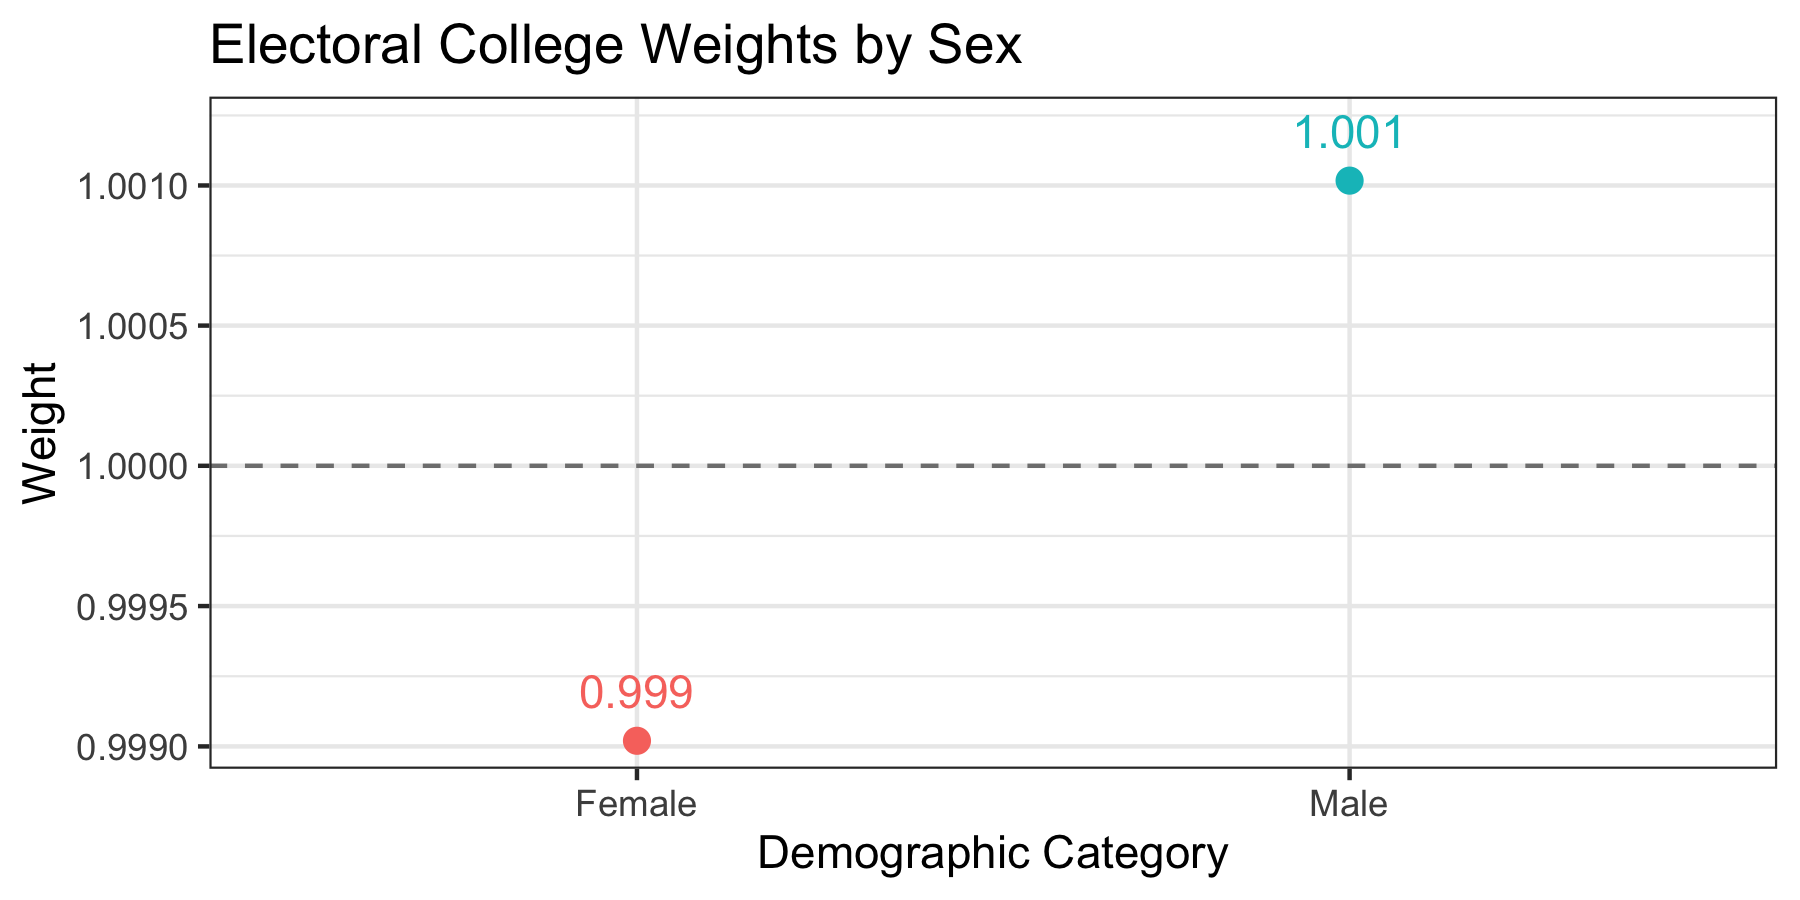 Electoral College Weights by Sex
1.001
1.0010
1.0005
1.0000
0.9995
0.999
0.9990
Weight
Female
Male
Demographic Category